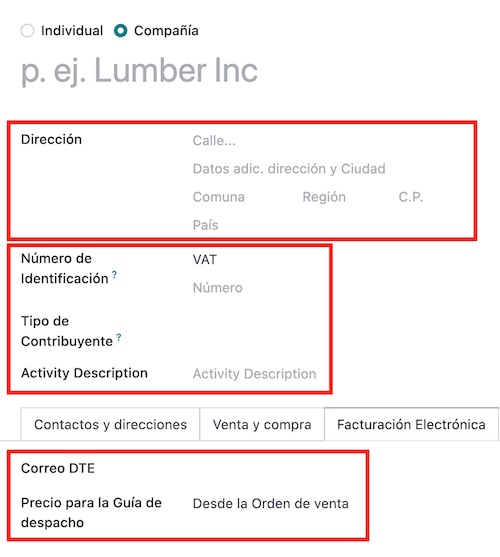 Individual Compañía
p. ej. Lumber Inc
Dirección Calle...
Datos adic. dirección y Ciudad
Comuna Región C.P.
País
Número de VAT
Identificación ?
Número
Tipo de
Contribuyente ?
Activity Description Activity Description
Contactos y direcciones Venta y compra Facturación Electrónica
Correo DTE
Precio para la Guía de Desde la Orden de venta
despacho